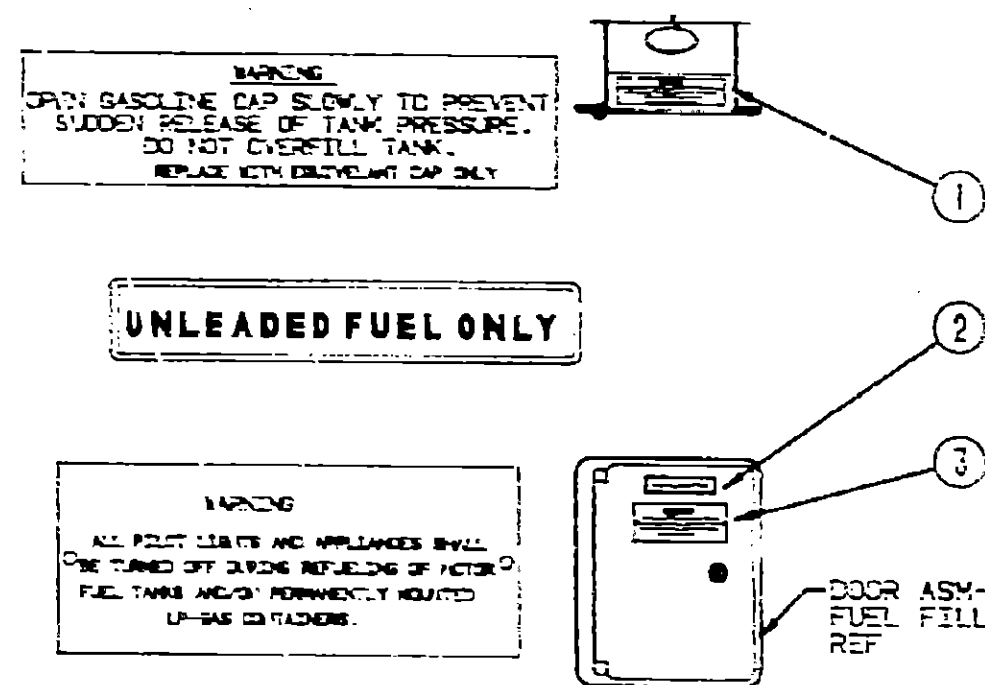 WARNING
OPEN GASOLINE CAP SLOWLY TO PREVENT
SUDDEN RELEASE OF TANK PRESSURE.
DO NOT OVERFILL TANK.
REPLACE WITH EQUIVELANT CAP ONLY
1
UNLEADED FUEL ONLY
2
3
WARNING
ALL PILOT LIGHTS AND APPLIANCES SHALL
BE TURNED OFF DURING REFUELING OF MOTOR
FUEL TANKS AND/OR PERMANENTLY MOUNTED
LP-GAS CONTAINERS.
DOOR ASM-
FUEL FILL
REF